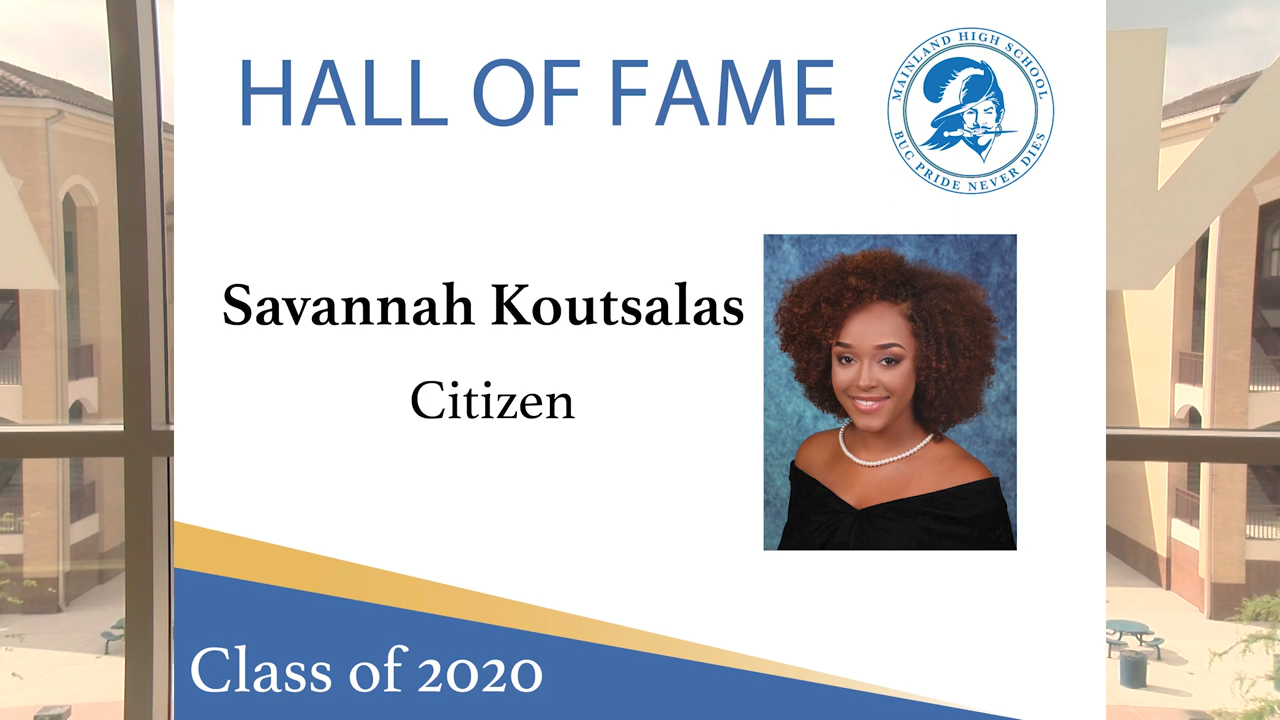 HALL OF FAME
MAINLAND HIGH SCHOOL
BUC PRIDE NEVER DIES
Savannah Koutsalas
Citizen
Class of 2020